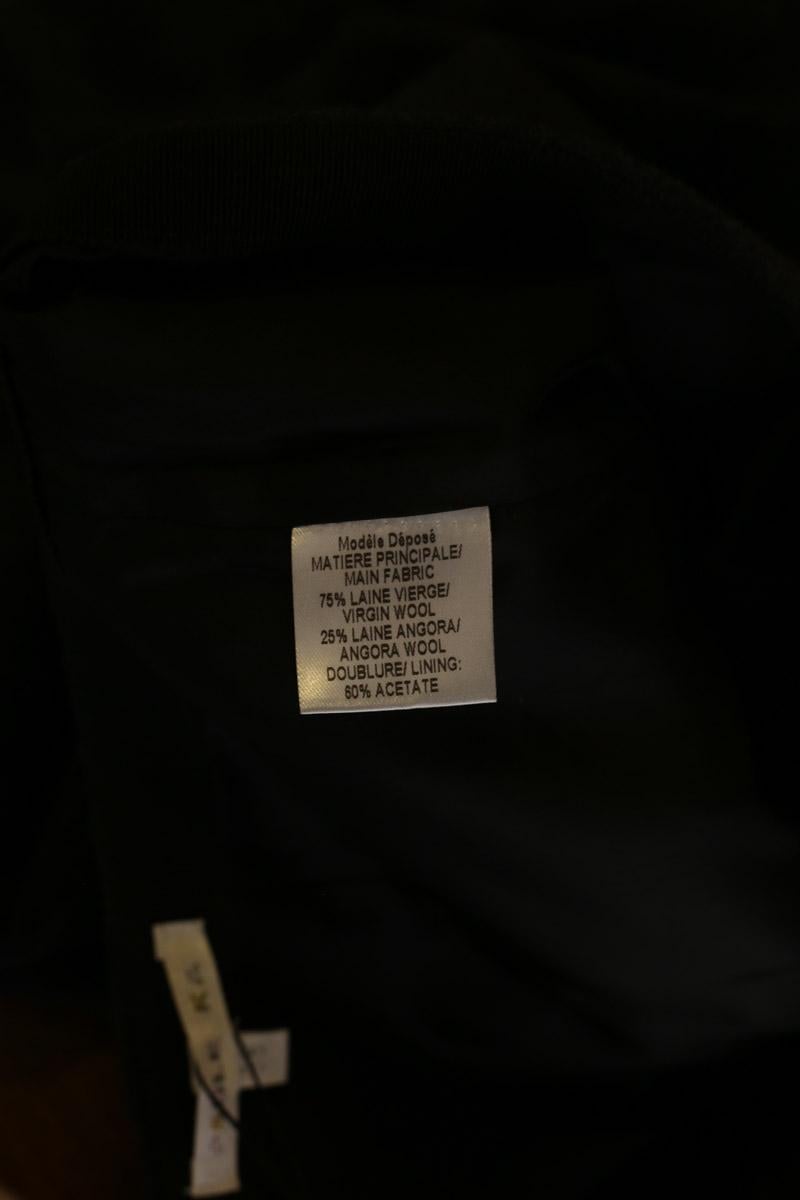 Modèle Déposé
MATIERE PRINCIPALE/
MAIN FABRIC
75% LAINE VIERGE/
VIRGIN WOOL
25% LAINE ANGORA/
ANGORA WOOL
DOUBLURE/ LINING:
60% ACETATE